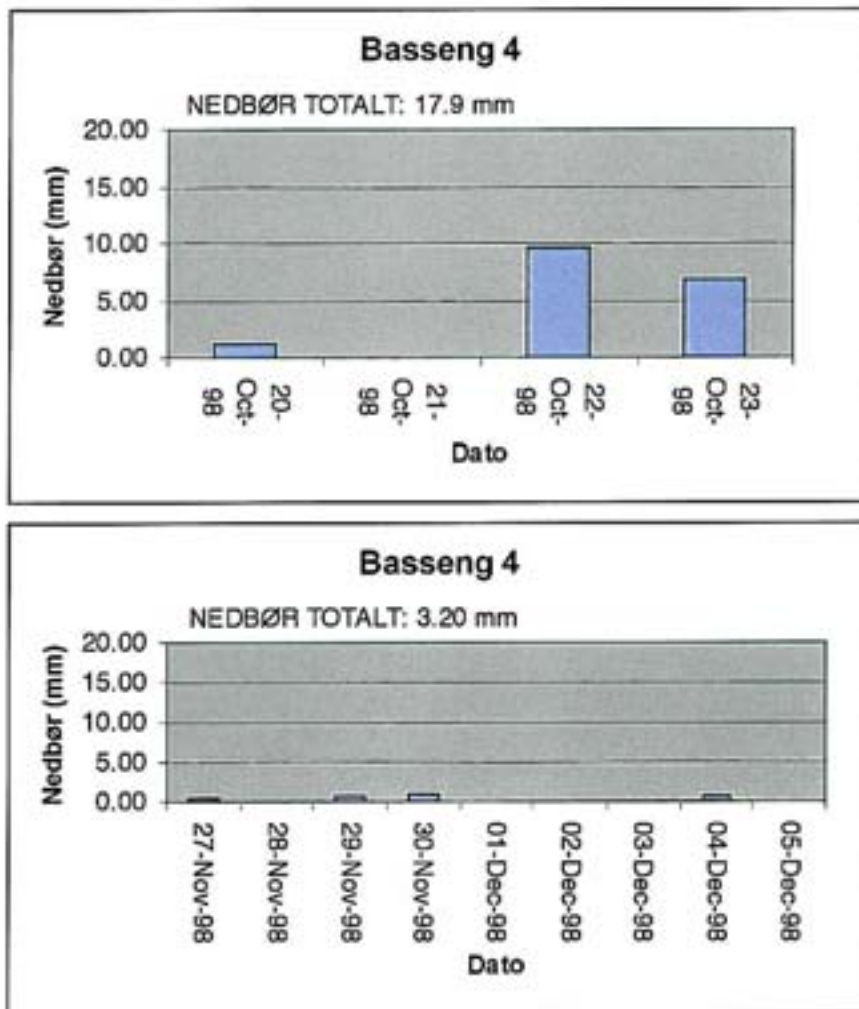 Basseng 4
NEDBØR TOTALT: 17.9 mm
20.00
15.00
10.00
5.00
0.00
Nedbør (mm)
20-
Oct-
98
21-
Oct-
98
22-
Oct-
98
23-
Oct-
98
Dato
Basseng 4
NEDBØR TOTALT: 3.20 mm
20.00
15.00
10.00
5.00
0.00
Nedbør (mm)
27-Nov-98
28-Nov-98
29-Nov-98
30-Nov-98
01-Dec-98
02-Dec-98
03-Dec-98
04-Dec-98
05-Dec-98
Dato